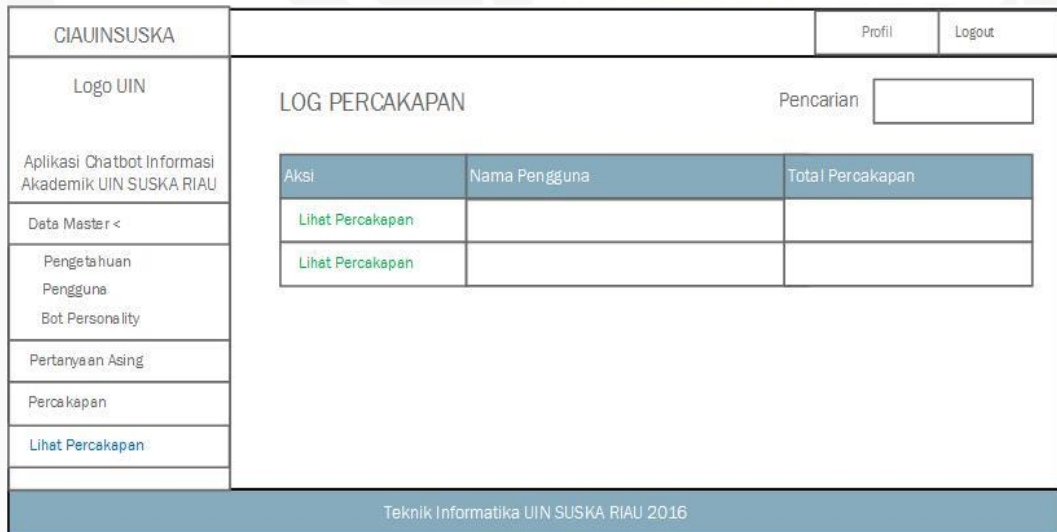 CIAUINSUSKA
Profil
Logout
Logo UIN
Aplikasi Chatbot Informasi
Akademik UIN SUSKA RIAU
Data Master <
Pengetahuan
Pengguna
Bot Personality
Pertanyaan Asing
Percakapan
Lihat Percakapan
LOG PERCAKAPAN
Pencarian
Aksi Nama Pengguna Total Percakapan
Lihat Percakapan
Lihat Percakapan
Teknik Informatika UIN SUSKA RIAU 2016